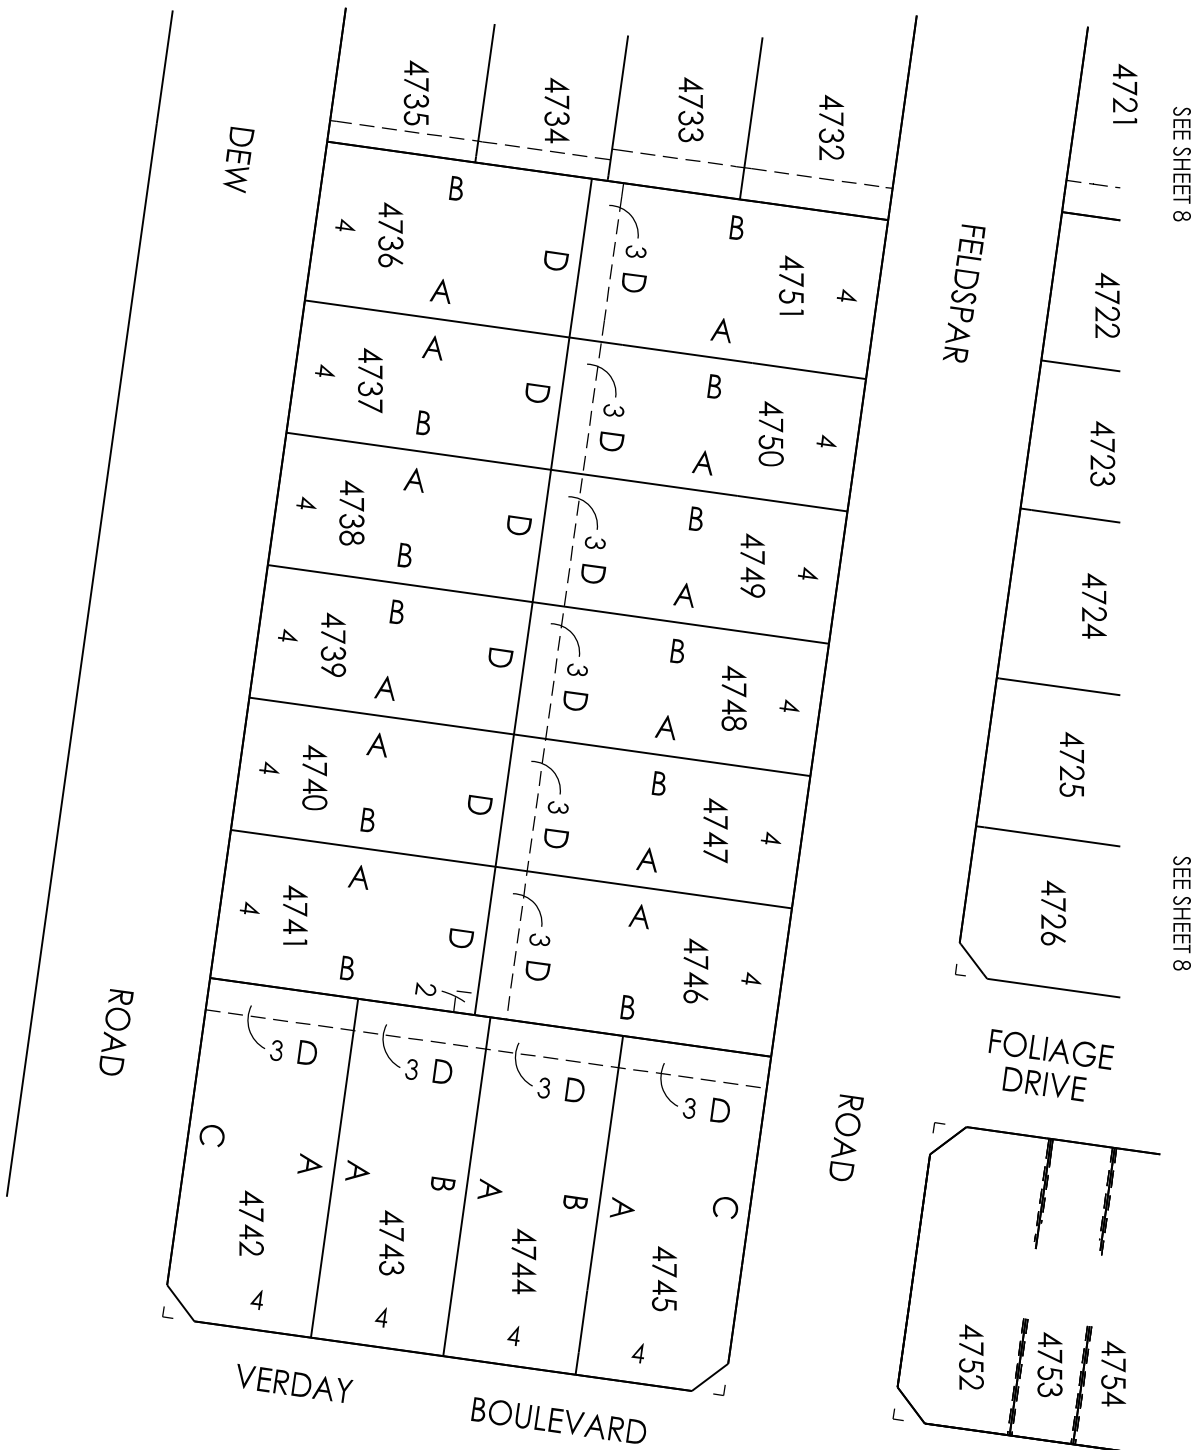 SEE SHEET 8
SEE SHEET 8
4721
4722
4723
4724
4725
4726
FOLIAGE
DRIVE
4754
4753
4752
FELDSPAR
ROAD
4732
4733
4734
4735
4
4751
B
A
3 D
4
4750
B
A
3 D
4
4749
B
A
3 D
4
4748
B
A
3 D
4
4747
B
A
3 D
4
4746
A
B
3 D
D
B
A
4736
4
D
A
B
4737
4
D
A
B
4738
4
D
B
A
4739
4
D
A
B
4740
4
D
A
B
4741
4
2
3 D
C
A
4745
4
3 D
B
A
4744
4
3 D
B
A
4743
4
3 D
A
C
4742
4
DEW
ROAD
VERDAY
BOULEVARD